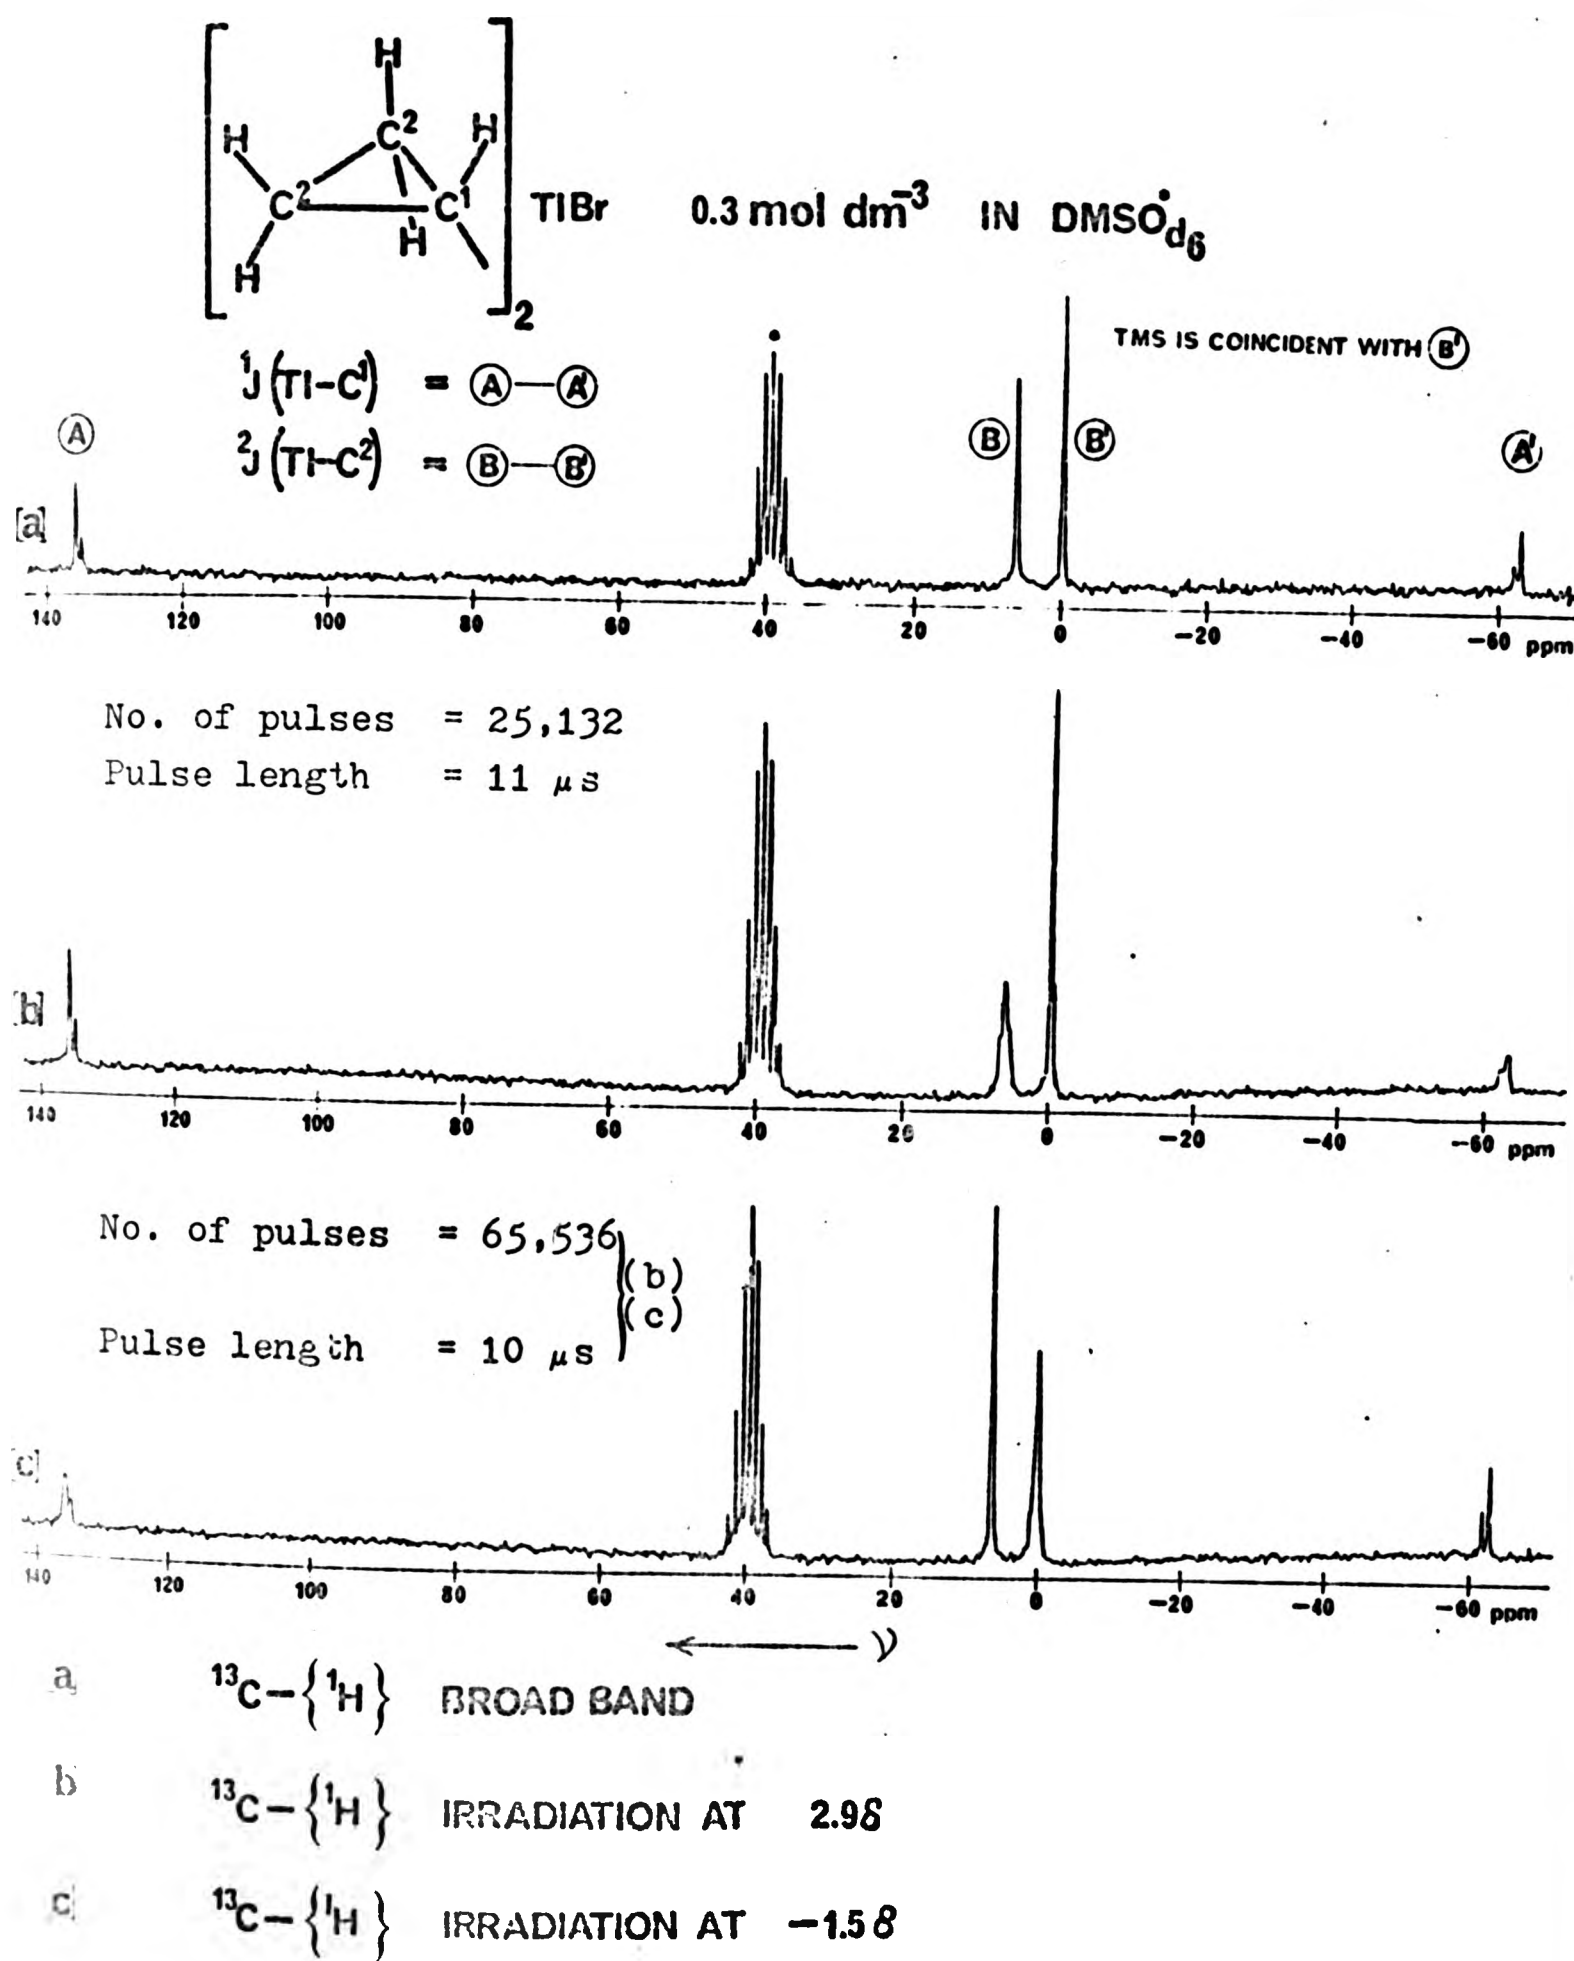 H
H C² H
C² C¹ TlBr 0.3 mol dm⁻³ IN DMSO•d6
H
H
2
¹J (Tl-C¹) = A — A'
TMS IS COINCIDENT WITH B'
²J (Tl-C²) = B — B'
A B B' A'
[a]
140 120 100 80 60 40 20 0 -20 -40 -60 ppm
No. of pulses = 25,132
Pulse length = 11 μs
[b]
140 120 100 80 60 40 20 0 -20 -40 -60 ppm
No. of pulses = 65,536
(b)
(c)
Pulse length = 10 μs
[c]
140 120 100 80 60 40 20 0 -20 -40 -60 ppm
ν
a ¹³C-{¹H} BROAD BAND
b ¹³C-{¹H} IRRADIATION AT 2.9δ
c ¹³C-{¹H} IRRADIATION AT -1.5δ